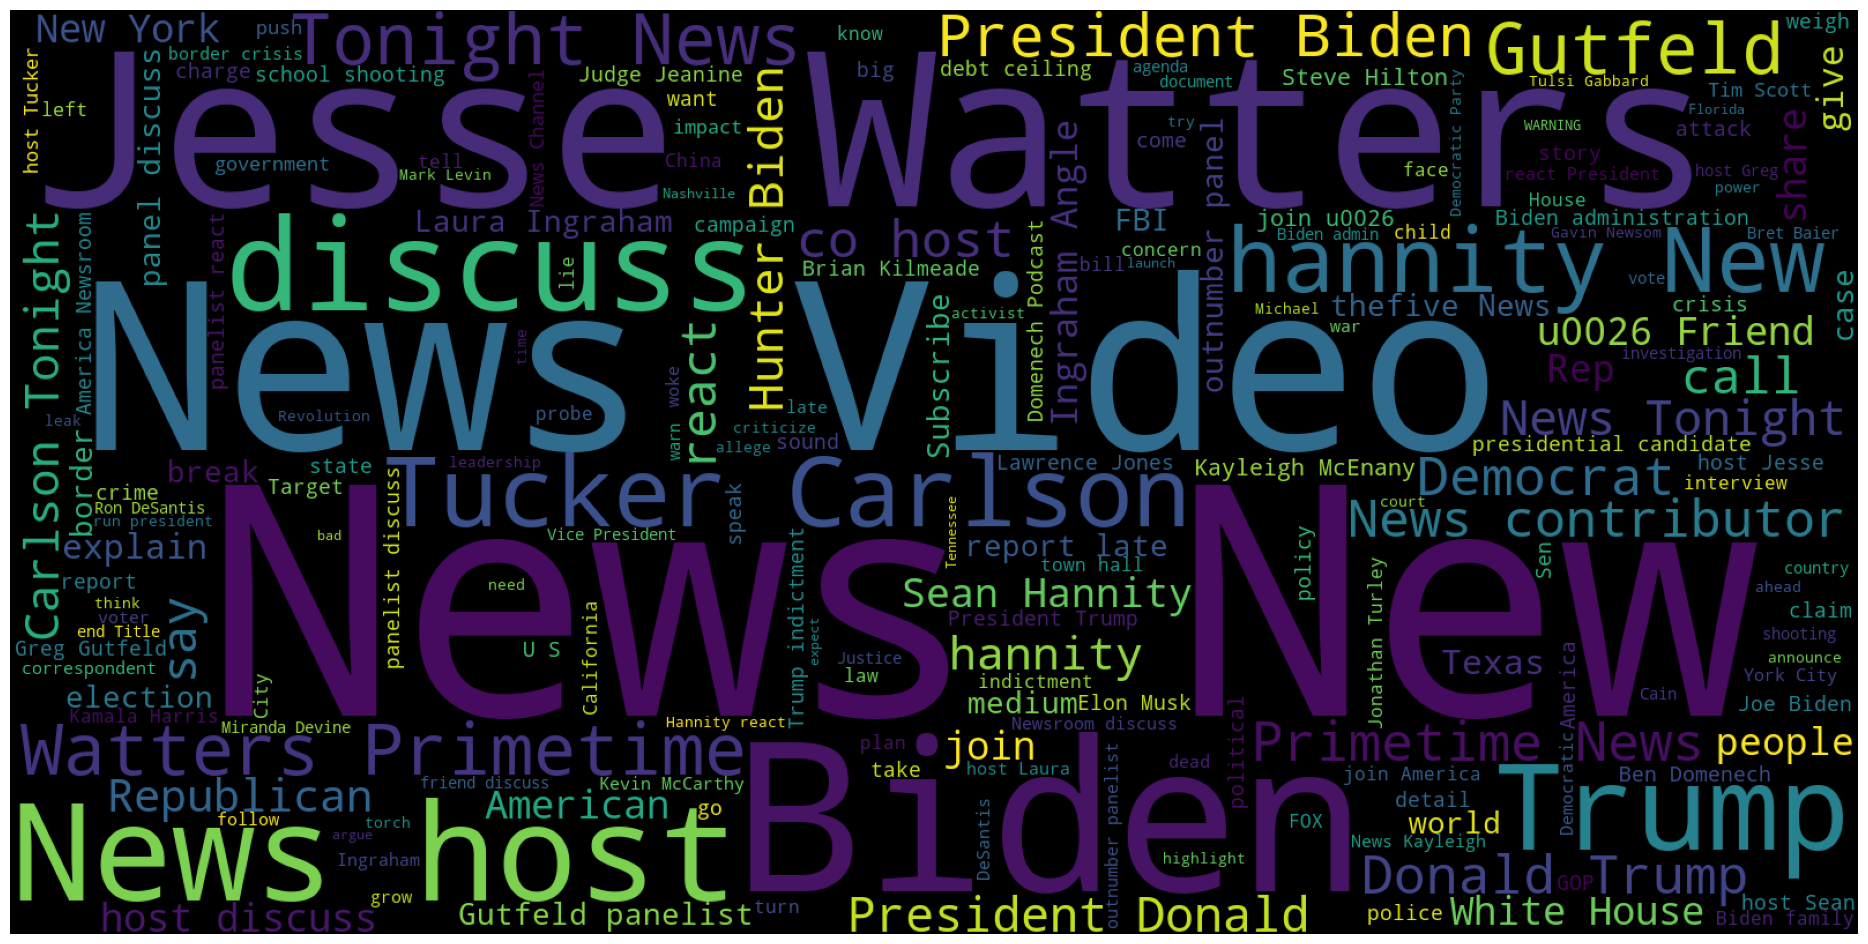 New York
push
Tonight News
know
President Biden
Gutfeld
weigh
border crisis
charge
school shooting
Judge Jeanine
big
debt ceiling
agenda
document
Steve Hilton
Tulsi Gabbard
Tim Scott
give
host Tucker
left
panel discuss
Jesse Watters
want
impact
Hunter Biden
try
come
WARNING
Florida
attack
share
government
tell
Mark Levin
News Channel
China
Nashville
Ingraham Angle
outnumber panel
face
Democratic Party
story
react President
host Greg
power
House
Carlson Tonight
America Newsroom
panelist react
Laura Ingraham
campaign
co host
FBI
join u0026
Biden administration
Biden admin
child
Gavin Newsom
Bret Baier
discuss
lie
Brian Kilmeade
concern
bill
launch
hannity New
vote
case
News Video
react
Subscribe
activist
Domenech Podcast
Michael
war
thefive News
crisis
u0026 Friend
investigation
time
woke
leak
border
Revolution
probe
late
criticize
allege
warn
sound
Rep
call
News Tonight
presidential candidate
break
state
leadership
Tucker Carlson
Lawrence Jones
Kayleigh McEnany
Democrat
host Jesse
interview
crime
Target
Ron DeSantis
run president
bad
panelist discuss
Vice President
speak
Tennessee
court
News contributor
explain
report late
town hall
policy
Sen
report
think
voter
need
News New
Sean Hannity
Jonathan Turley
country
ahead
claim
end Title
say
Greg Gutfeld
correspondent
U S
California
Trump indictment
expect
President Trump
Justice
law
hannity
indictment
Texas
shooting
announce
York City
election
City
Kamala Harris
Miranda Devine
medium
Elon Musk
Cain
Joe Biden
Hannity react
Newsroom discuss
political
America
Democratic
Watters Primetime
plan
join
dead
Primetime News
people
take
host Laura
friend discuss
Kevin McCarthy
Biden
outnumber panelist
join America
Ben Domenech
Republican
American
go
follow
torch
argue
DeSantis
FOX
detail
world
Trump
News host
Ingraham
News Kayleigh
highlight
grow
Donald Trump
GOP
host discuss
Gutfeld panelist
turn
President Donald
police
White House
host Sean
Biden family